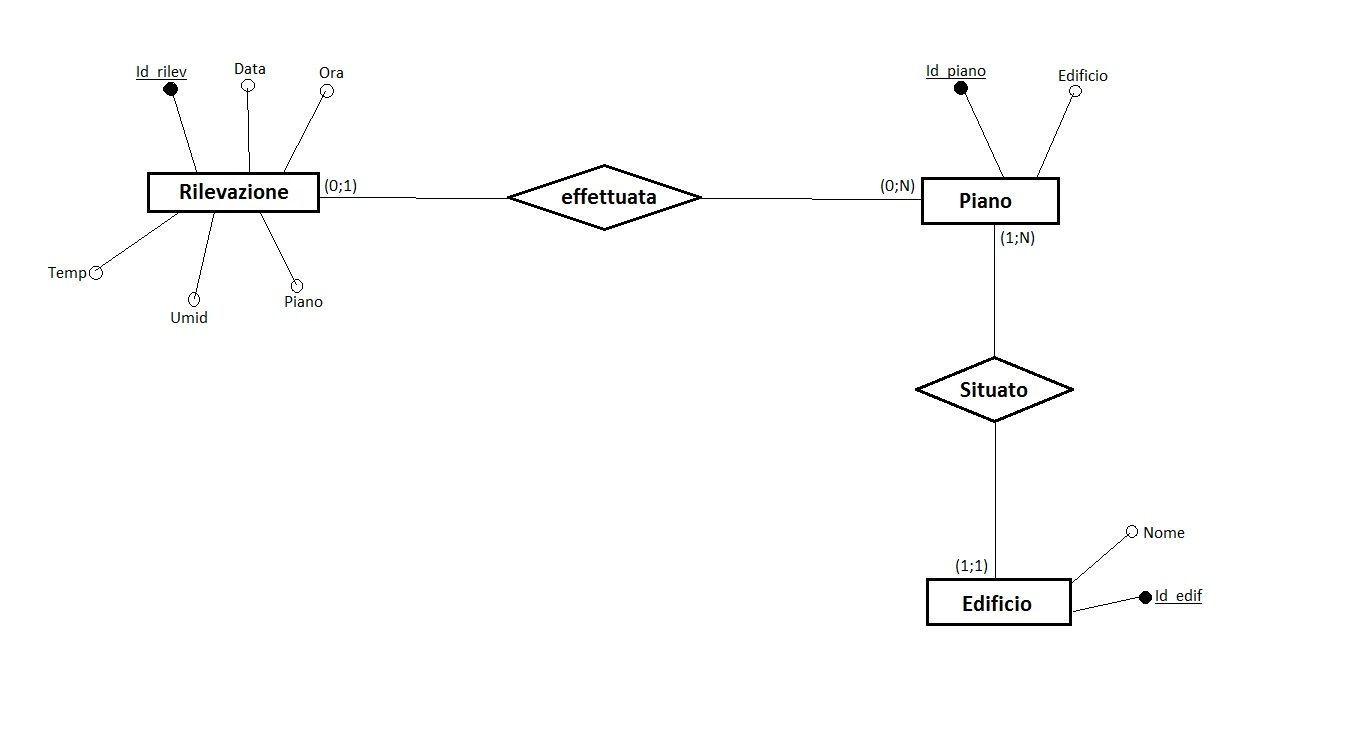 Id_rilev
Data
Ora
Id_piano
Edificio
Rilevazione
(0;1)
effettuata
(0;N)
Piano
(1;N)
Temp
Umid
Piano
Situato
(1;1)
Edificio
Nome
Id_edif